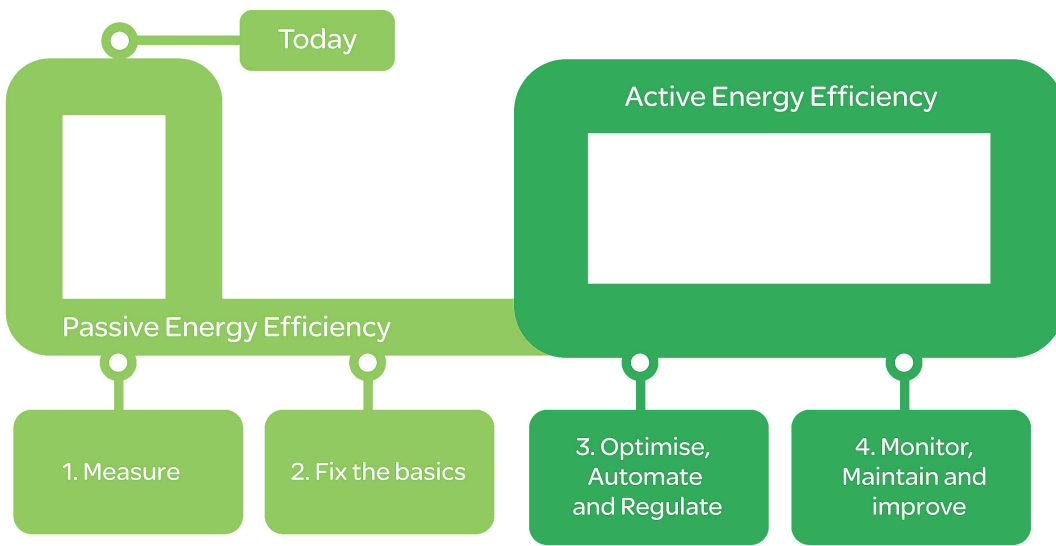 Today
Active Energy Efficiency
Passive Energy Efficiency
1. Measure
2. Fix the basics
3. Optimise,
Automate
and Regulate
4. Monitor,
Maintain and
improve